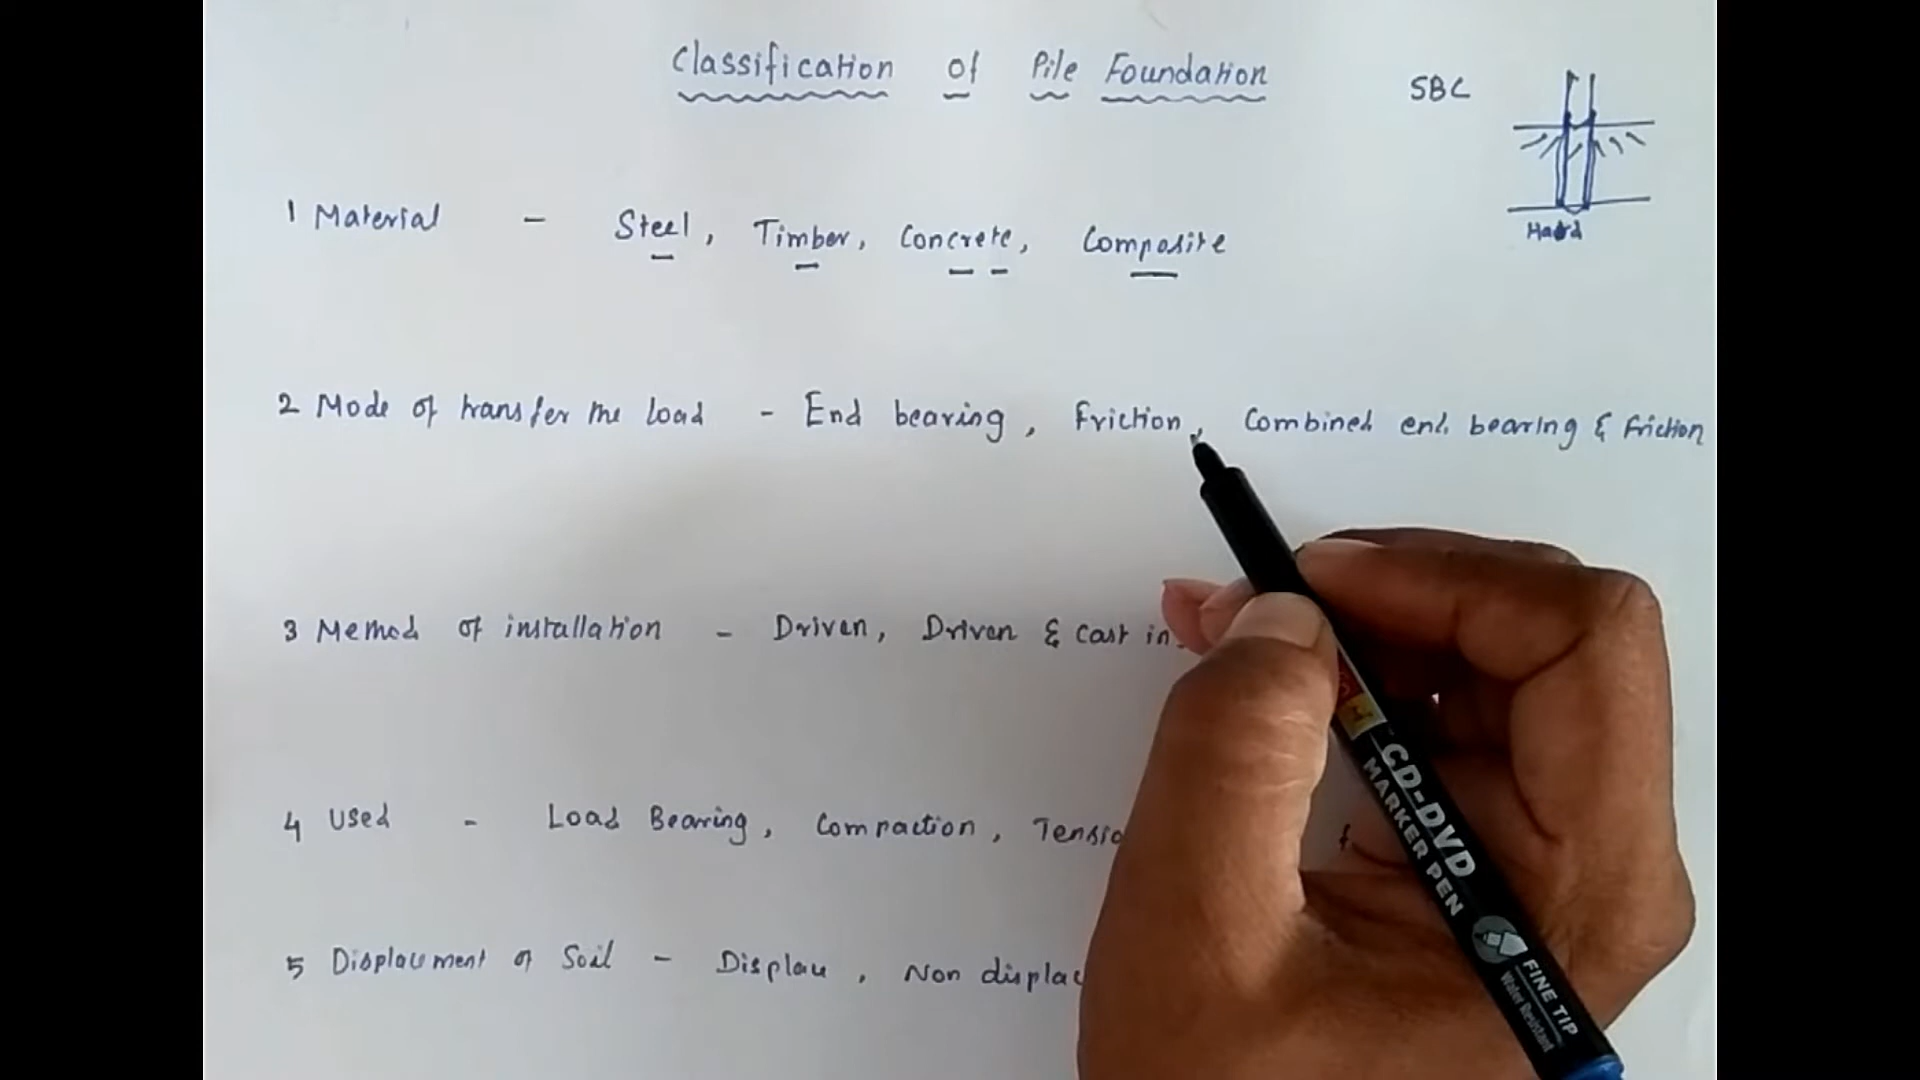 Classification of Pile Foundation
SBC
Hard
1 Material - Steel, Timber, Concrete, Composite
2 Mode of transfer the load - End bearing, Friction, Combined end bearing & friction
3 Method of installation - Driven, Driven & Cast in
4 Used - Load Bearing, Compaction, Tensio
5 Displacement of Soil - Displace, Non displac
CD-DVD
MARKER PEN
FINE TIP
Water Resistant